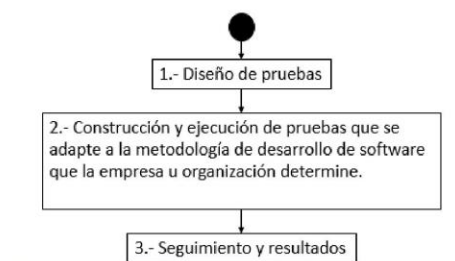 1.- Diseño de pruebas
2.- Construcción y ejecución de pruebas que se
adapte a la metodología de desarrollo de software
que la empresa u organización determine.
3.- Seguimiento y resultados